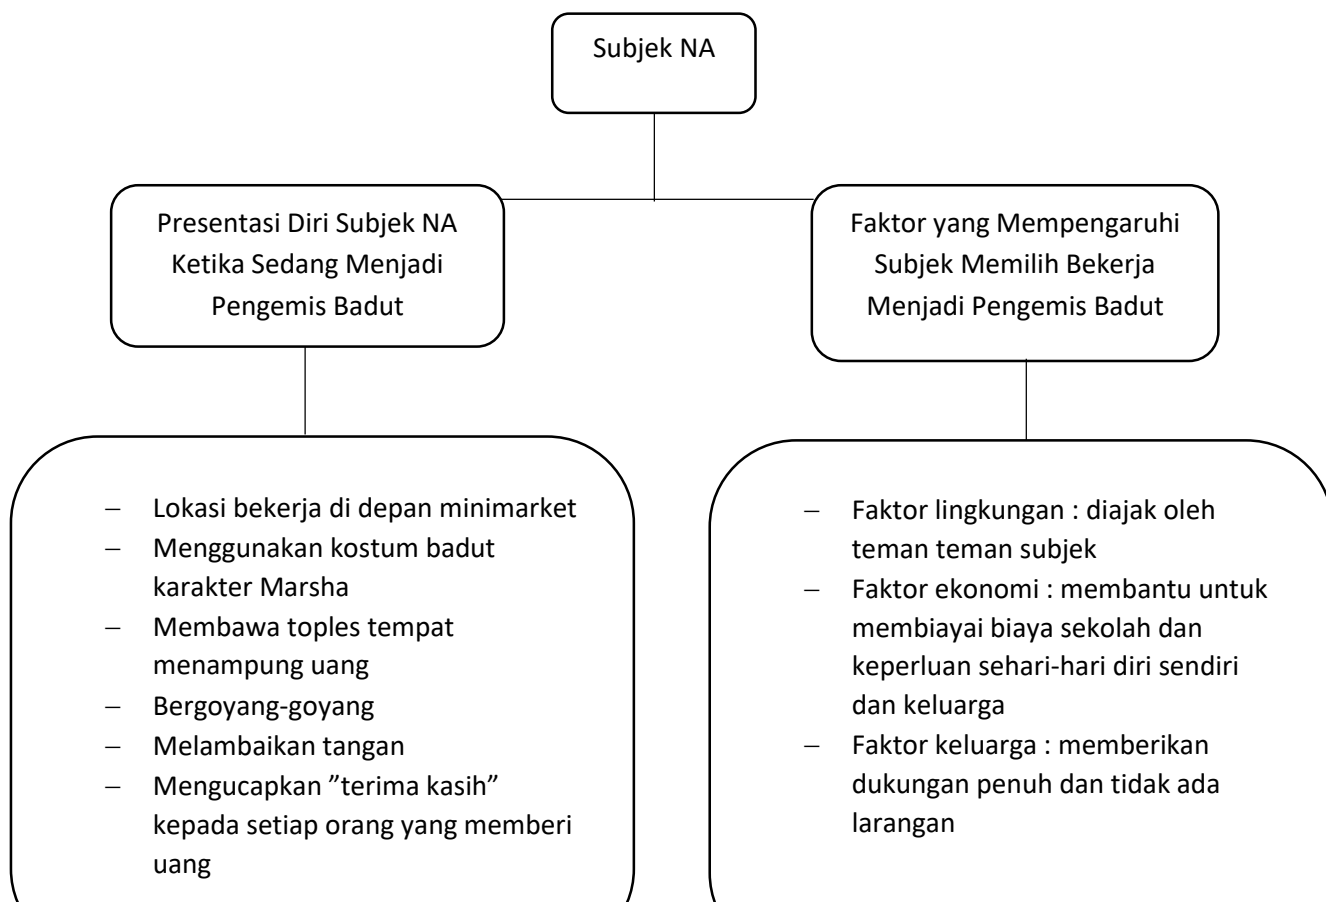 Subjek NA
Presentasi Diri Subjek NA
Ketika Sedang Menjadi
Pengemis Badut
Faktor yang Mempengaruhi
Subjek Memilih Bekerja
Menjadi Pengemis Badut
– Lokasi bekerja di depan minimarket
– Menggunakan kostum badut
karakter Marsha
– Membawa toples tempat
menampung uang
– Bergoyang-goyang
– Melambaikan tangan
– Mengucapkan ”terima kasih”
kepada setiap orang yang memberi
uang
– Faktor lingkungan : diajak oleh
teman teman subjek
– Faktor ekonomi : membantu untuk
membiayai biaya sekolah dan
keperluan sehari-hari diri sendiri
dan keluarga
– Faktor keluarga : memberikan
dukungan penuh dan tidak ada
larangan